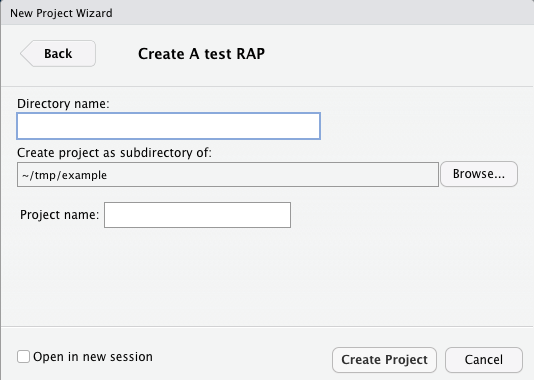 New Project Wizard
Back
Create A test RAP
Directory name:
Create project as subdirectory of:
~/tmp/example
Browse...
Project name:
Open in new session
Create Project
Cancel